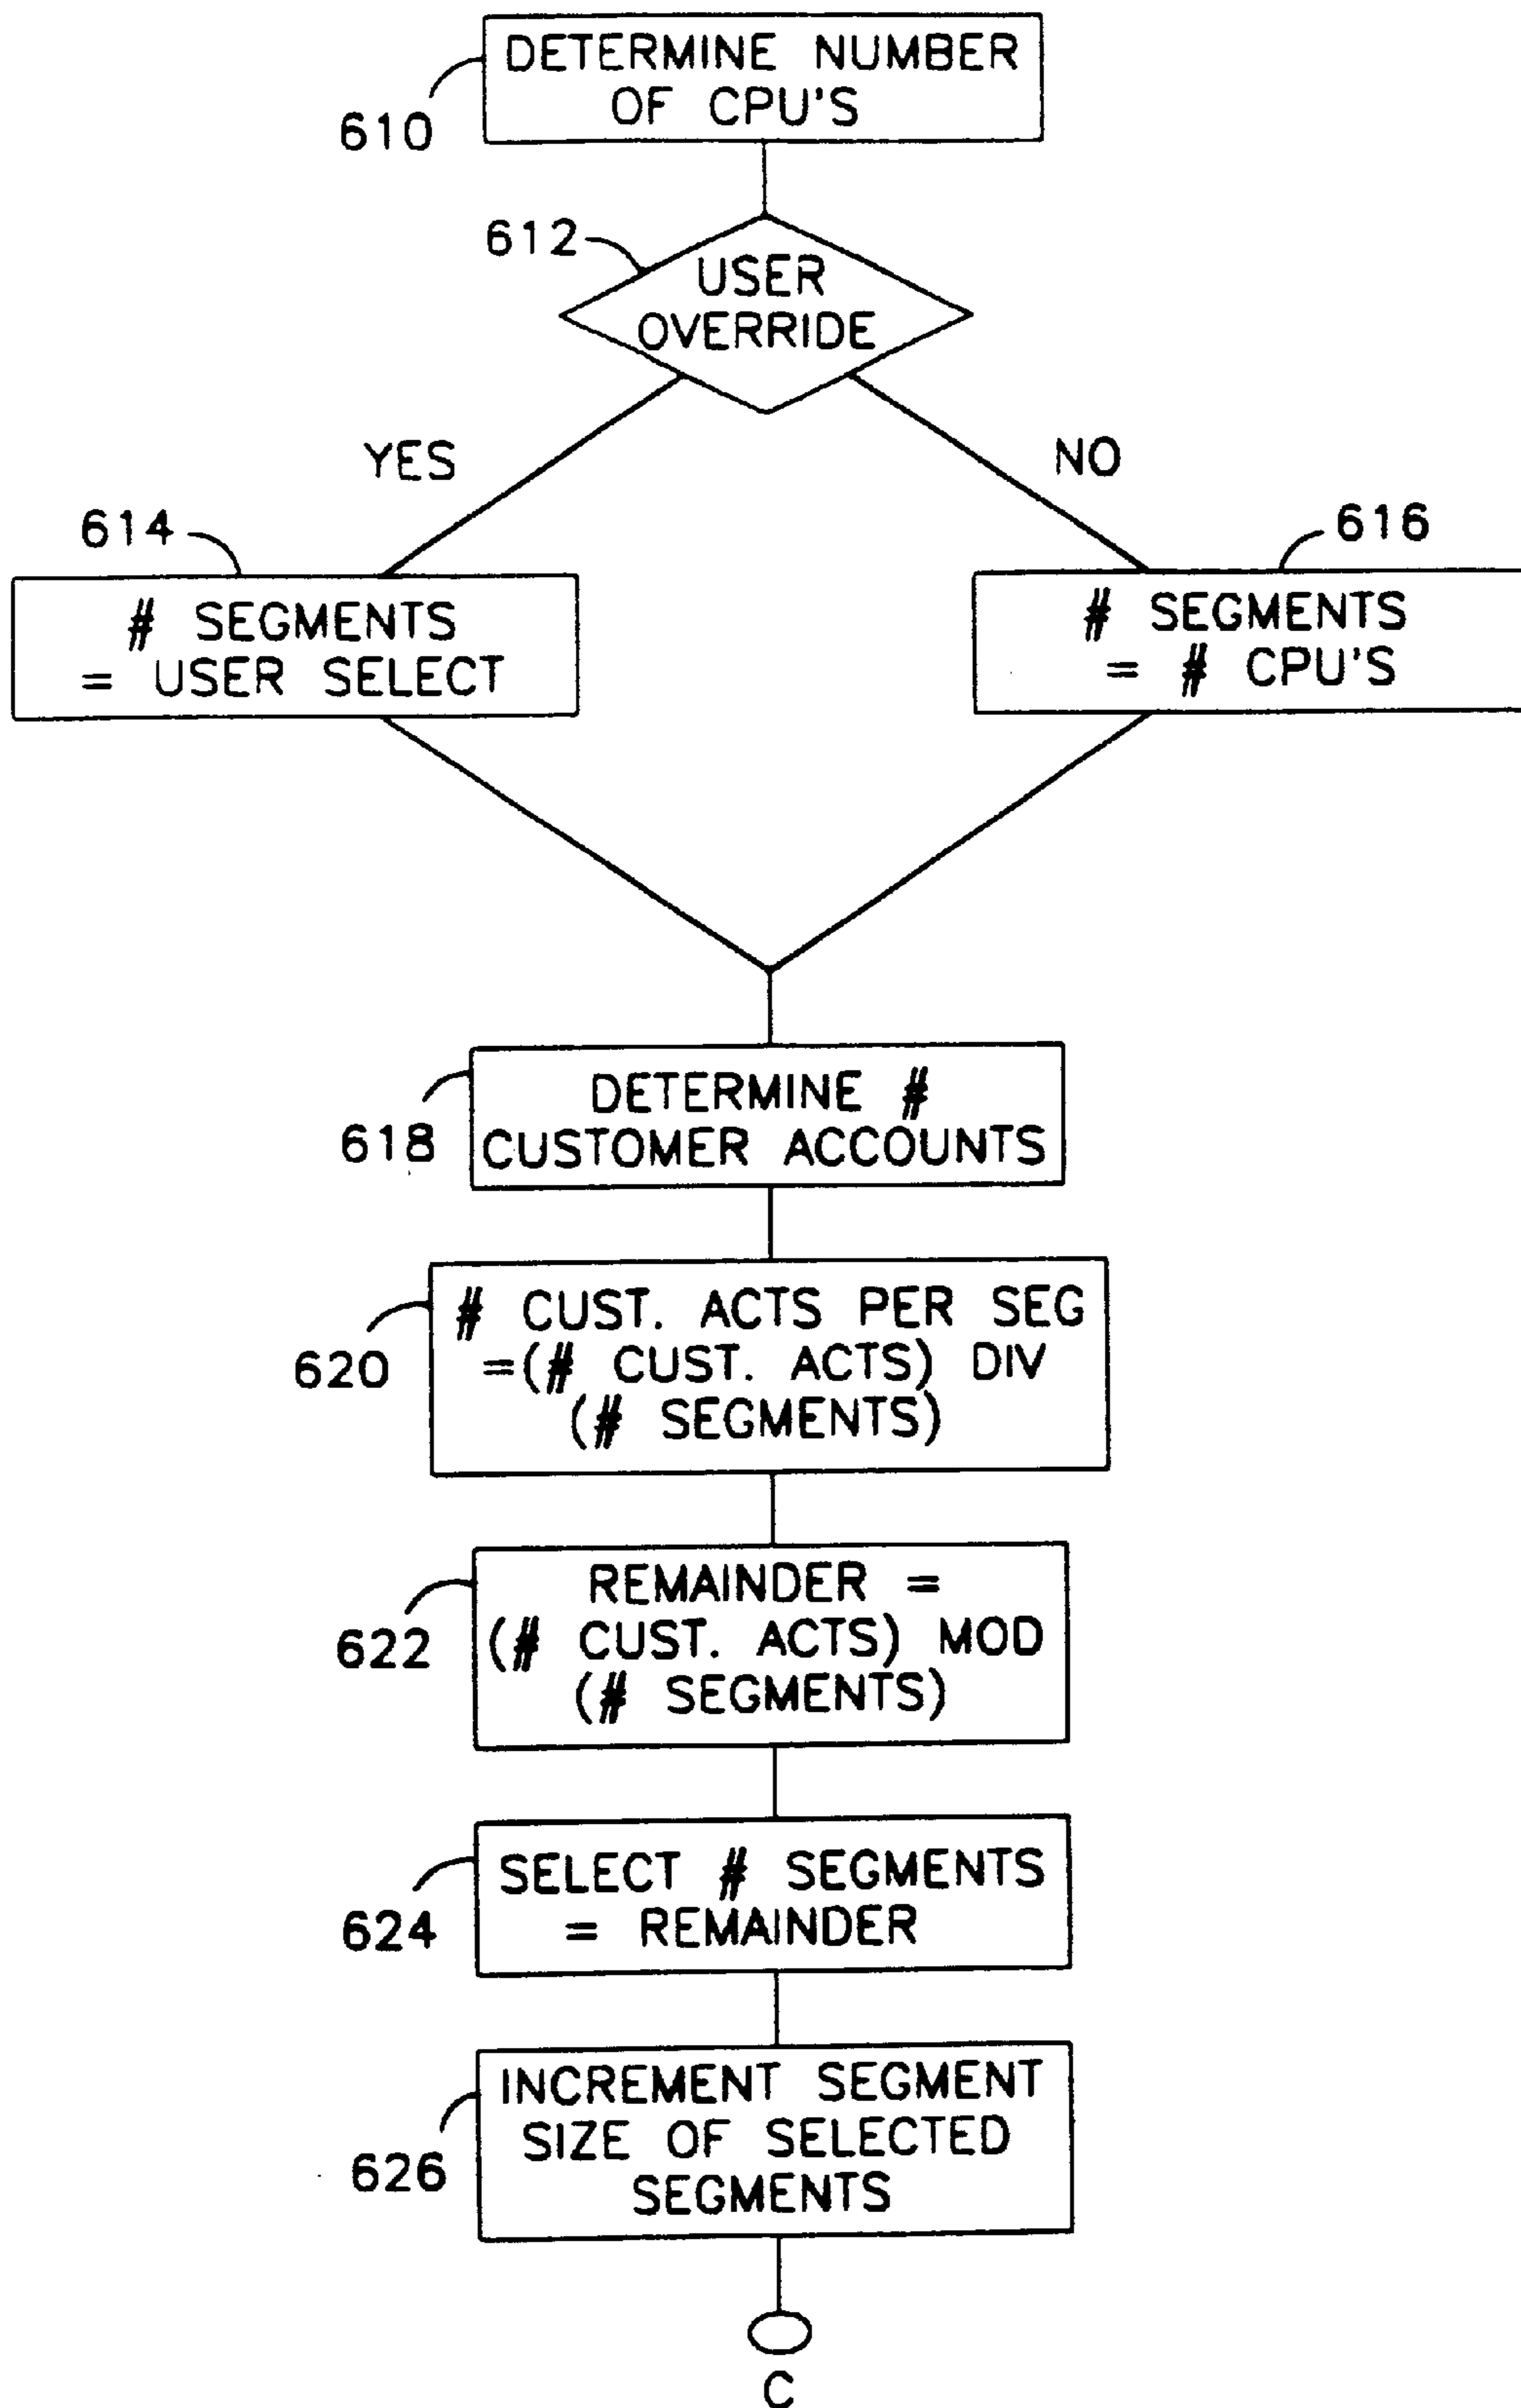 DETERMINE NUMBER
OF CPU'S
610
612
USER
OVERRIDE
YES
NO
614
616
# SEGMENTS
= USER SELECT
# SEGMENTS
= # CPU'S
DETERMINE #
CUSTOMER ACCOUNTS
618
# CUST. ACTS PER SEG
=(# CUST. ACTS) DIV
(# SEGMENTS)
620
REMAINDER =
(# CUST. ACTS) MOD
(# SEGMENTS)
622
SELECT # SEGMENTS
= REMAINDER
624
INCREMENT SEGMENT
SIZE OF SELECTED
SEGMENTS
626
C